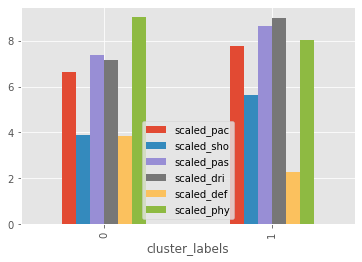 8
6
4
2
0
scaled_pac
scaled_sho
scaled_pas
scaled_dri
scaled_def
scaled_phy
0
1
cluster_labels